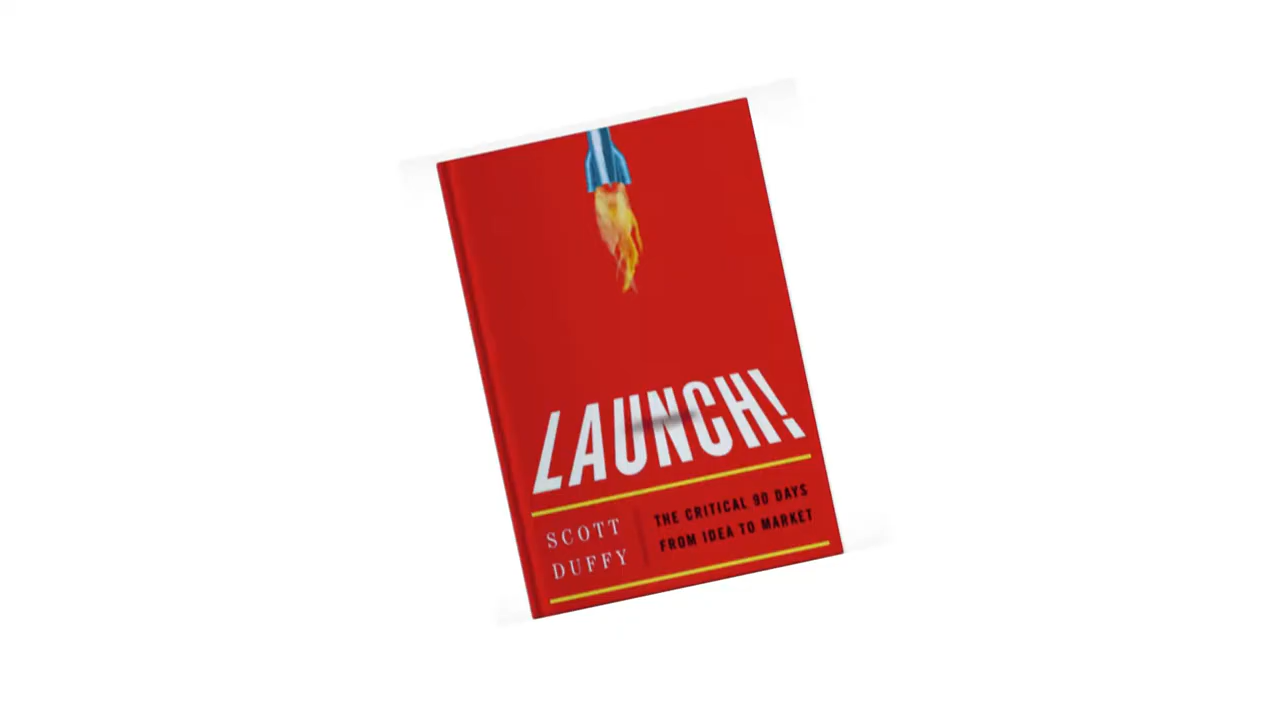 LAUNCH!
SCOTT
DUFFY
THE CRITICAL 90 DAYS
FROM IDEA TO MARKET